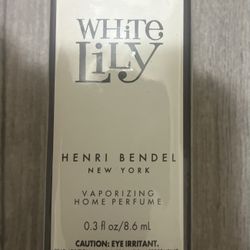 WHITE
LILY
HENRI BENDEL
NEW YORK
VAPORIZING
HOME PERFUME
0.3 fl oz/8.6 mL
CAUTION: EYE IRRITANT.